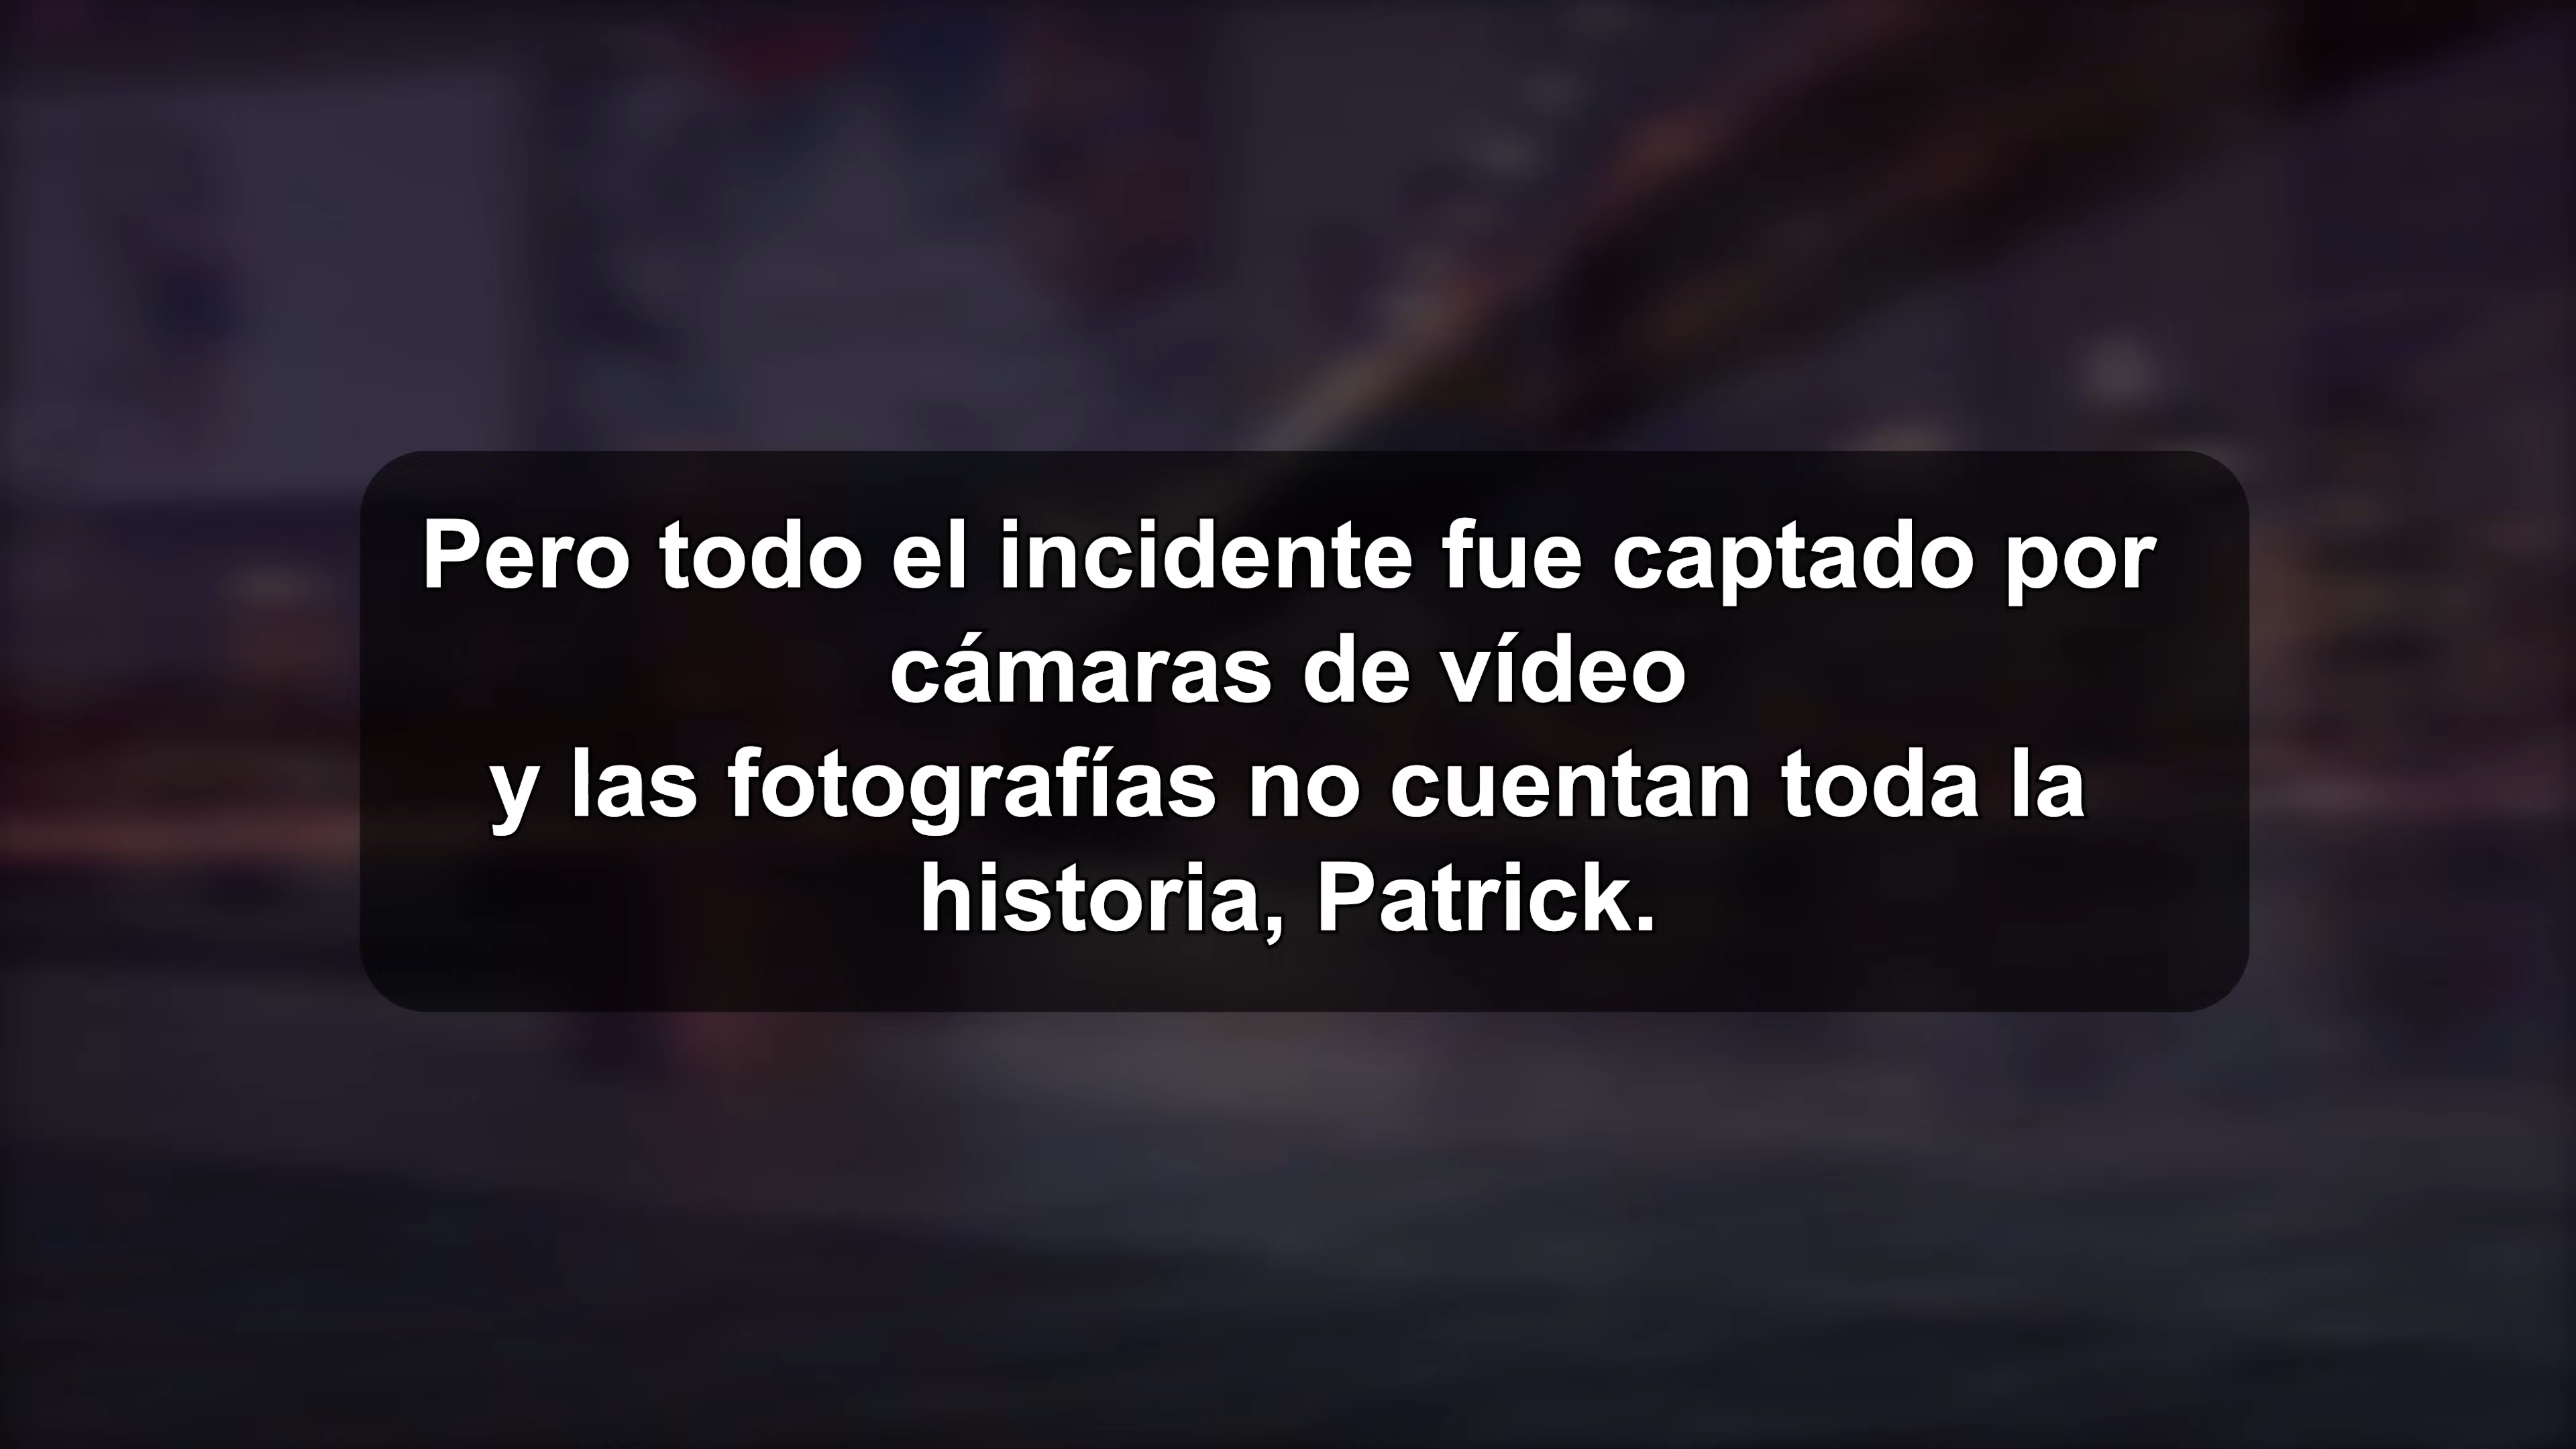 Pero todo el incidente fue captado por
cámaras de vídeo
y las fotografías no cuentan toda la
historia, Patrick.